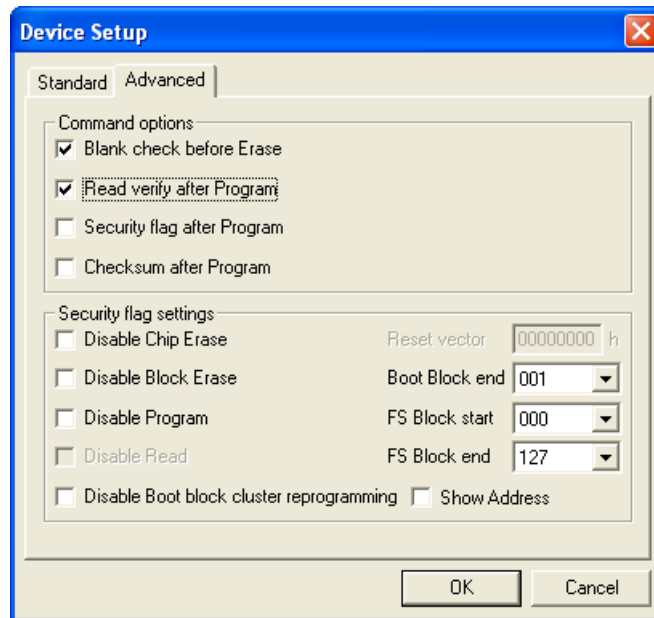 Device Setup
Standard Advanced
Command options
Blank check before Erase
Read verify after Program
Security flag after Program
Checksum after Program
Security flag settings
Disable Chip Erase Reset vector 00000000 h
Disable Block Erase Boot Block end 001
Disable Program FS Block start 000
Disable Read FS Block end 127
Disable Boot block cluster reprogramming Show Address
OK Cancel